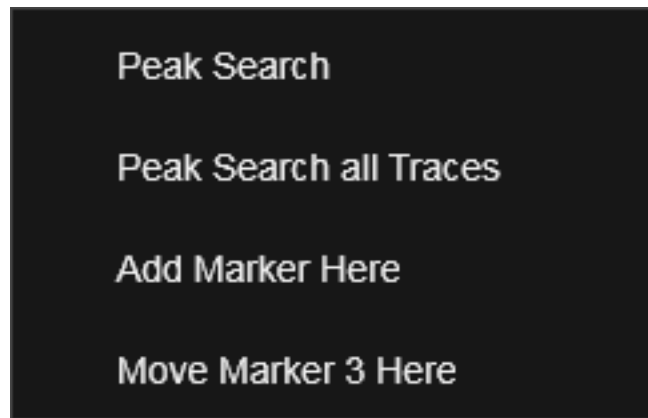 Peak Search
Peak Search all Traces
Add Marker Here
Move Marker 3 Here